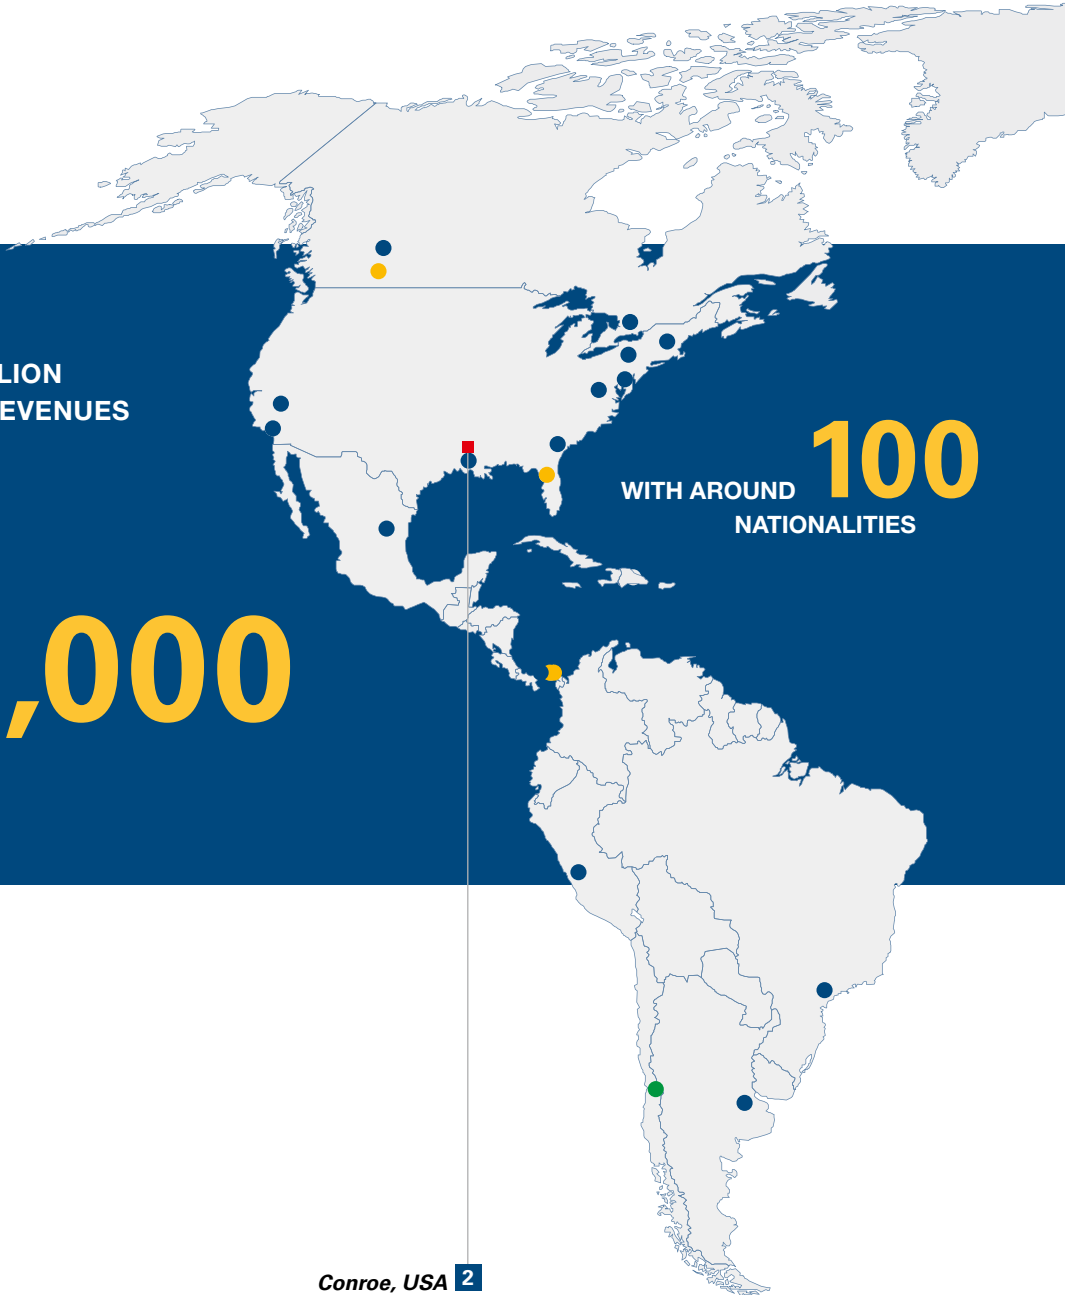 LION
EVENUES
100
WITH AROUND
NATIONALITIES
,000
Conroe, USA 2